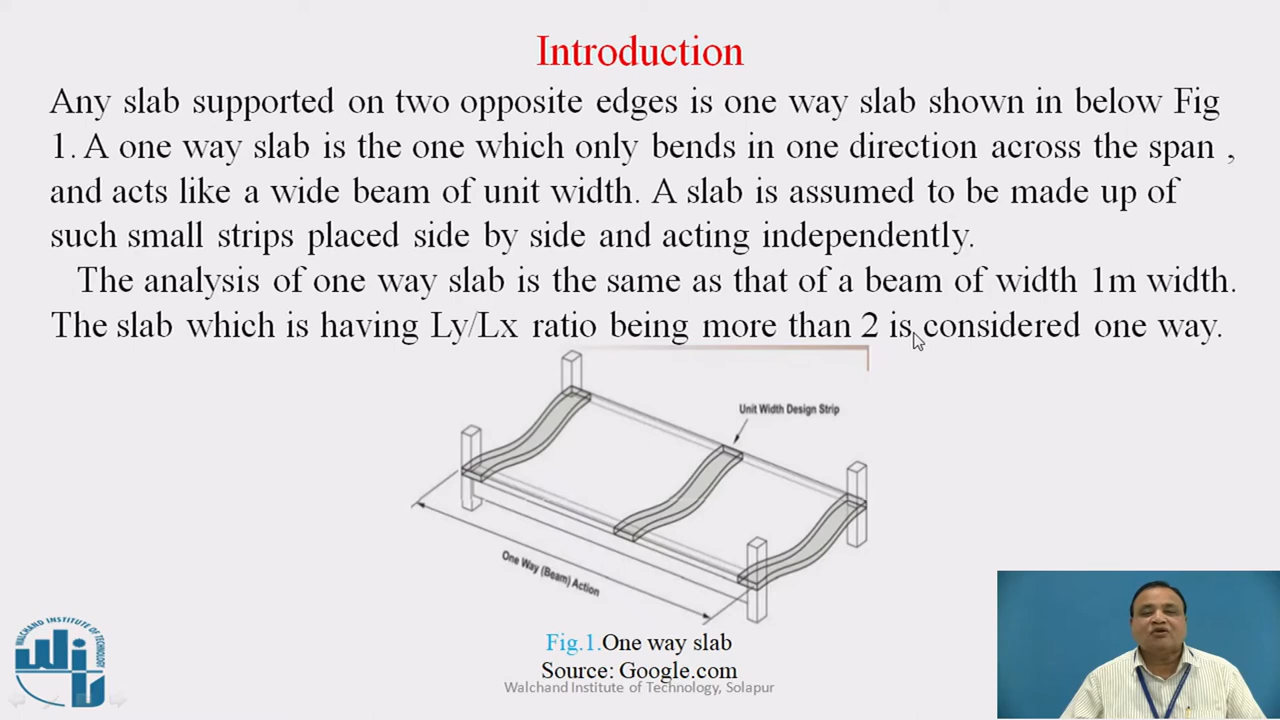 Introduction
Any slab supported on two opposite edges is one way slab shown in below Fig
1. A one way slab is the one which only bends in one direction across the span ,
and acts like a wide beam of unit width. A slab is assumed to be made up of
such small strips placed side by side and acting independently.
The analysis of one way slab is the same as that of a beam of width 1m width.
The slab which is having Ly/Lx ratio being more than 2 is considered one way.
Unit Width Design Strip
One Way (Beam) Action
Fig.1.One way slab
Source: Google.com
Walchand Institute of Technology, Solapur
WALCHAND INSTITUTE OF TECHNOLOGY
WIT